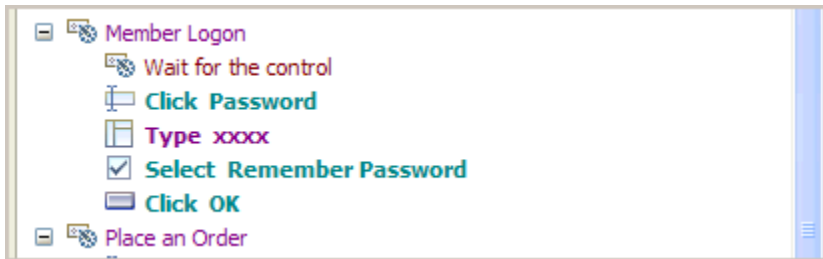 Member Logon
Wait for the control
Click Password
Type xxxx
Select Remember Password
Click OK
Place an Order